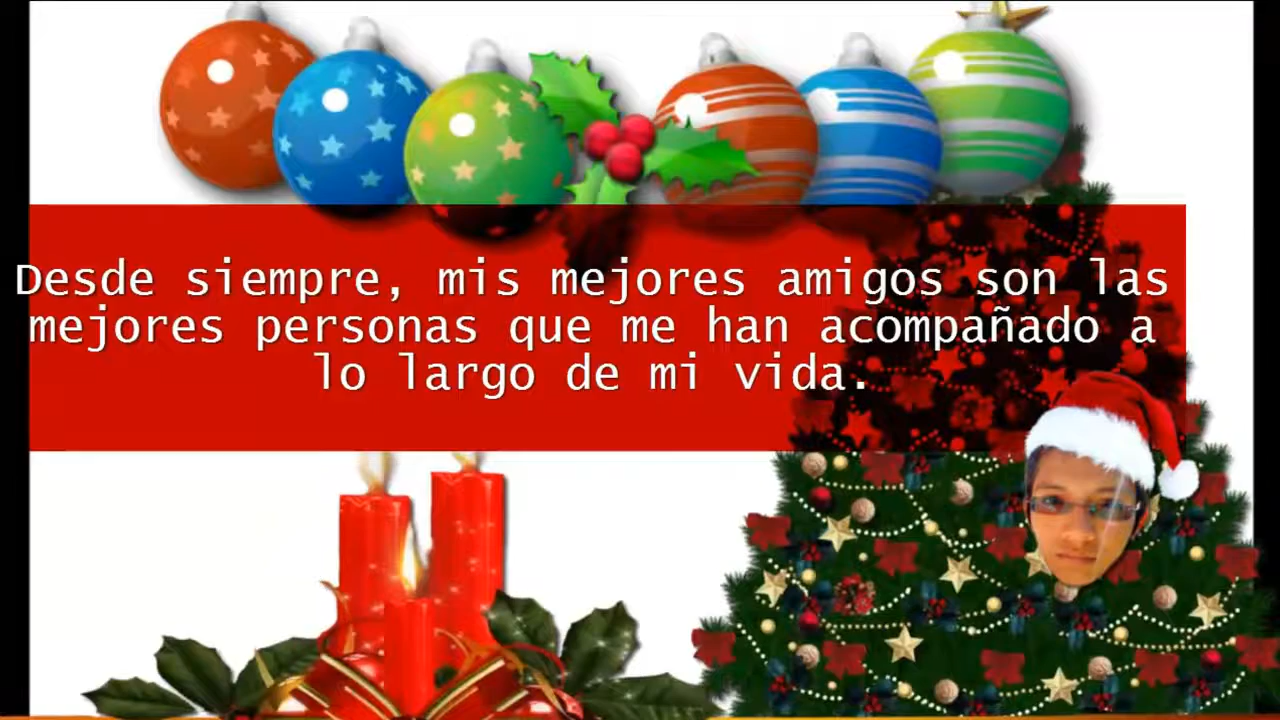 Desde siempre, mis mejores amigos son las
mejores personas que me han acompañado a
lo largo de mi vida.